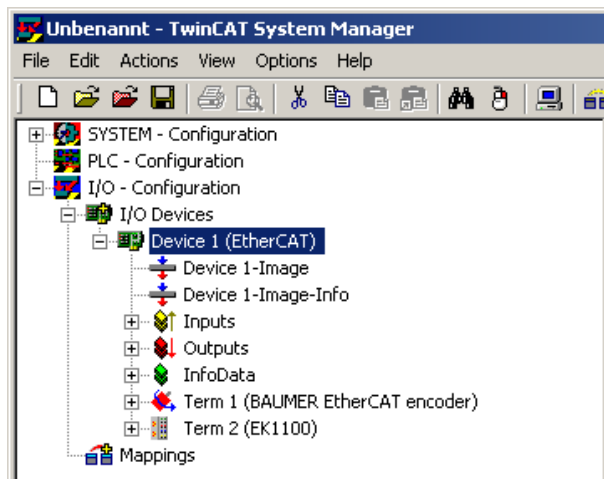 Unbenannt - TwinCAT System Manager
File Edit Actions View Options Help
SYSTEM - Configuration
PLC - Configuration
I/O - Configuration
I/O Devices
Device 1 (EtherCAT)
Device 1-Image
Device 1-Image-Info
Inputs
Outputs
InfoData
Term 1 (BAUMER EtherCAT encoder)
Term 2 (EK1100)
Mappings